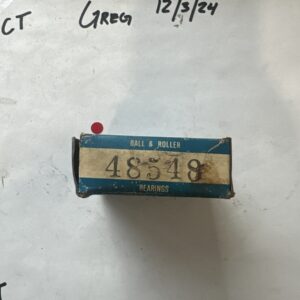 CT GREG 12/3/24
BALL & ROLLER
48548
BEARINGS